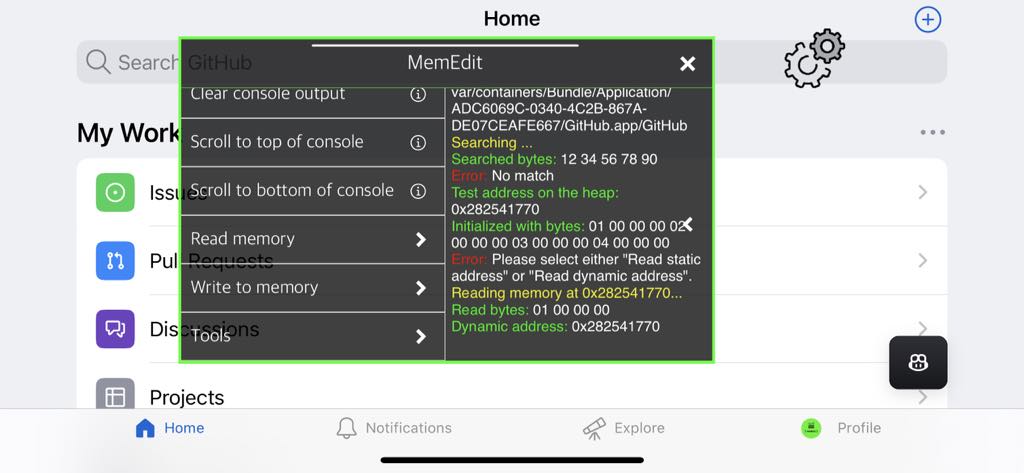 Home
Search GitHub
MemEdit
Clear console output
Scroll to top of console
Scroll to bottom of console
Read memory
Write to memory
Tools
var/containers/Bundle/Application/
ADC6069C-0340-4C2B-867A-
DE07CEAFE667/GitHub.app/GitHub
Searching ...
Searched bytes: 12 34 56 78 90
Error: No match
Test address on the heap:
0x282541770
Initialized with bytes: 01 00 00 00 02
00 00 00 03 00 00 00 04 00 00 00
Error: Please select either "Read static
address" or "Read dynamic address".
Reading memory at 0x282541770...
Read bytes: 01 00 00 00
Dynamic address: 0x282541770
My Work
Issues
Pull Requests
Discussions
Projects
Home
Notifications
Explore
Profile